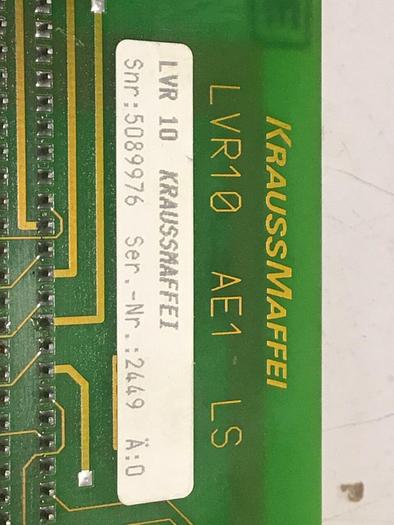 KRAUSSMAFFEI
LVR10 AE1 LS
LVR 10 KRAUSSMAFFEI
Snr:5089976 Ser.-Nr.:2449 Ä:0